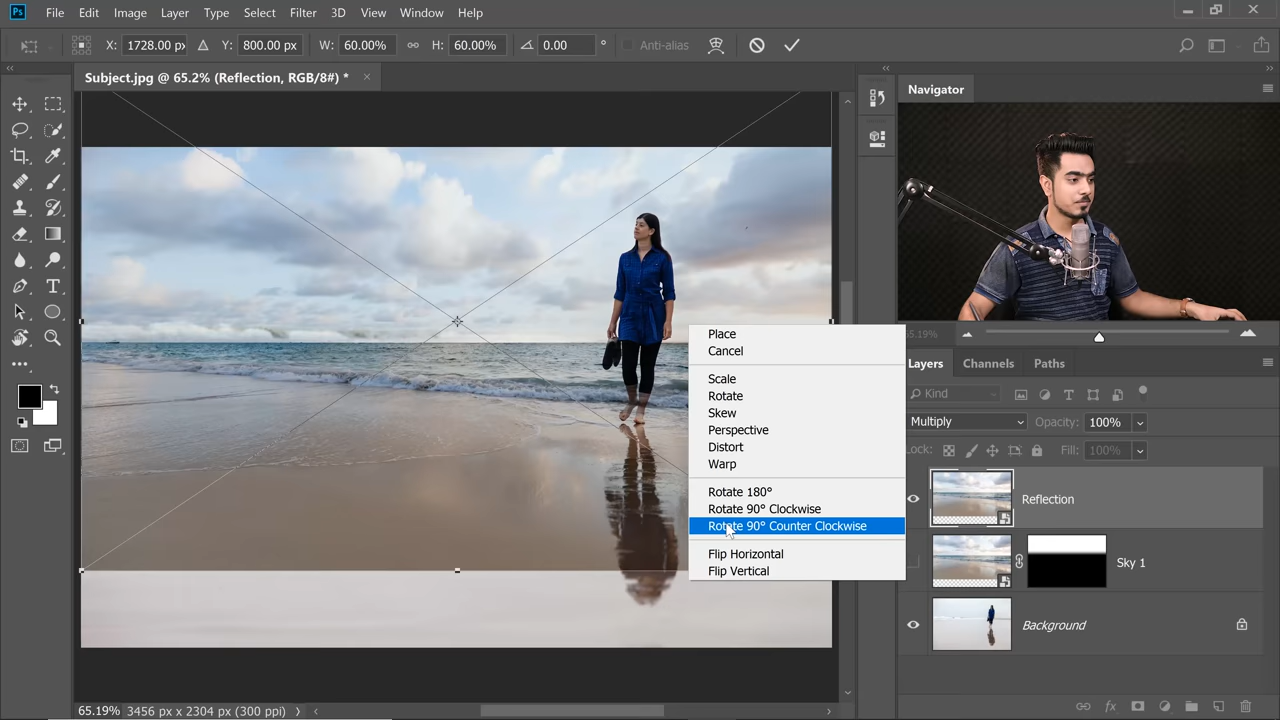 Ps File Edit Image Layer Type Select Filter 3D View Window Help
X: 1728.00 px Y: 800.00 px W: 60.00% H: 60.00% 0.00 ° Anti-alias
Subject.jpg @ 65.2% (Reflection, RGB/8#) * ×
Navigator
Place
Cancel
Scale
Rotate
Skew
Perspective
Distort
Warp
Rotate 180°
Rotate 90° Clockwise
Rotate 90° Counter Clockwise
Flip Horizontal
Flip Vertical
Layers Channels Paths
Kind
Multiply Opacity: 100%
Lock: Fill: 100%
Reflection
Sky 1
Background
65.19% 3456 px x 2304 px (300 ppi)